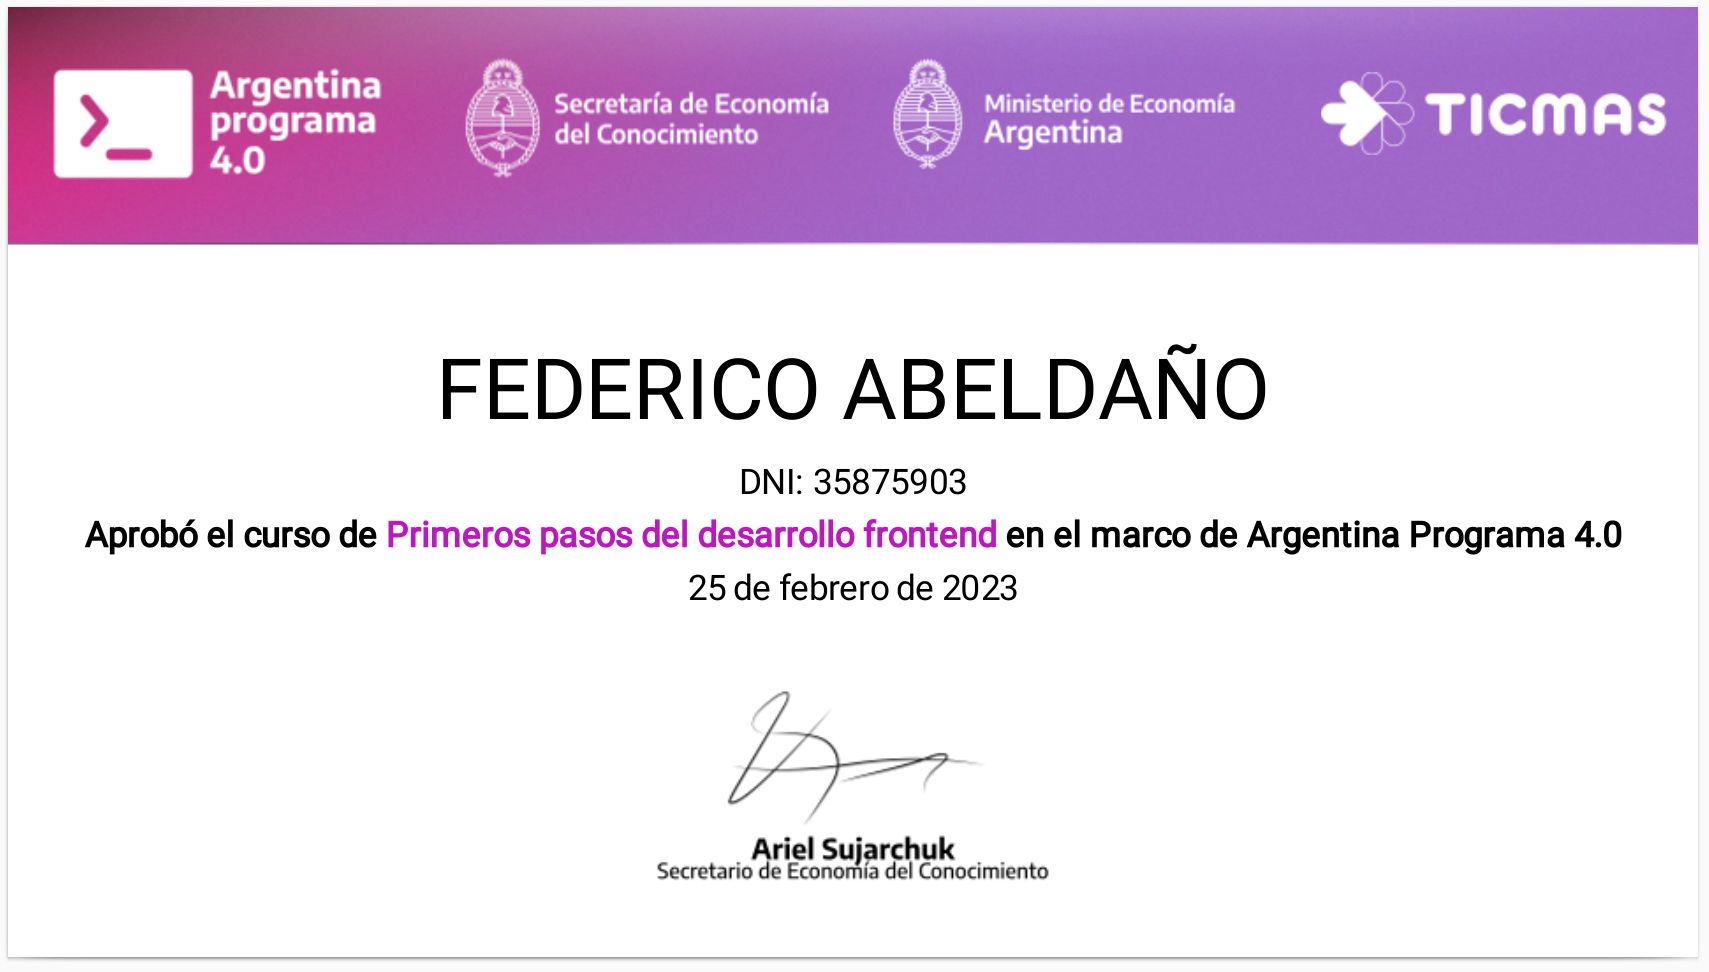 Argentina
programa
4.0
Secretaría de Economía
del Conocimiento
Ministerio de Economía
Argentina
TICMAS
FEDERICO ABELDAÑO
DNI: 35875903
Aprobó el curso de Primeros pasos del desarrollo frontend en el marco de Argentina Programa 4.0
25 de febrero de 2023
Ariel Sujarchuk
Secretario de Economía del Conocimiento